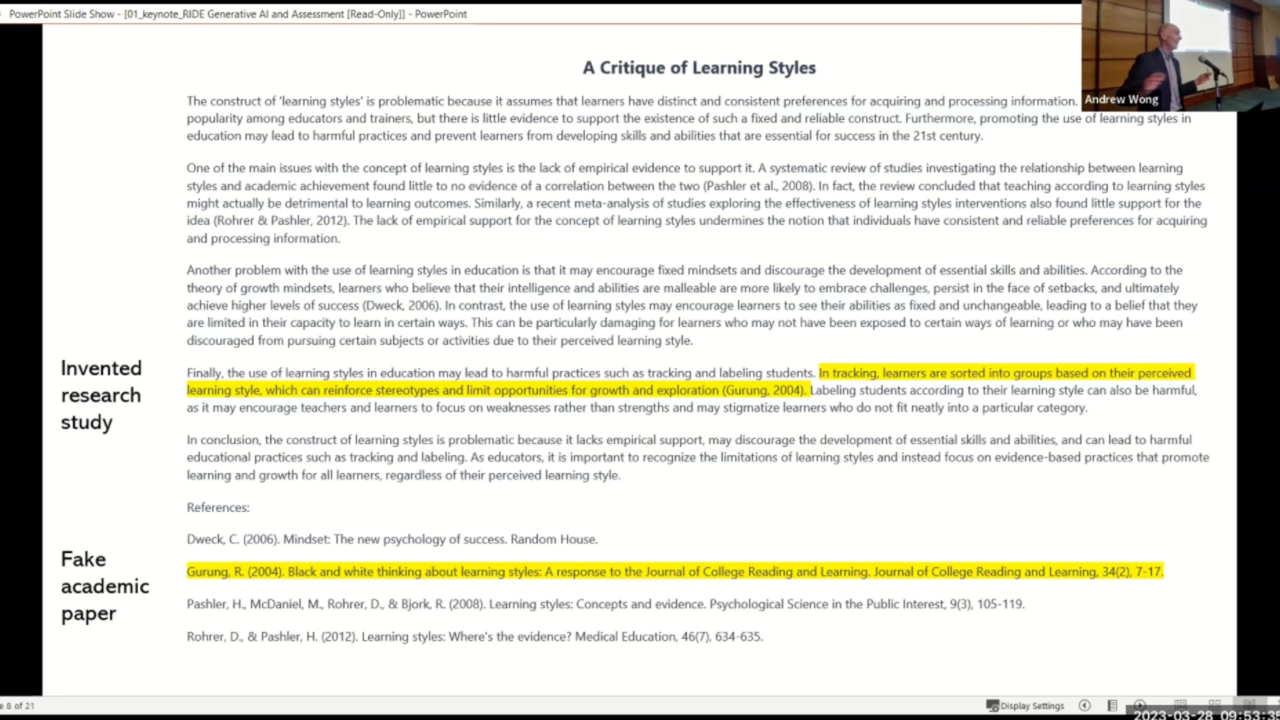 PowerPoint Slide Show - [01_keynote_RIDE Generative AI and Assessment [Read-Only]] - PowerPoint
Andrew Wong
A Critique of Learning Styles
The construct of 'learning styles' is problematic because it assumes that learners have distinct and consistent preferences for acquiring and processing information.
popularity among educators and trainers, but there is little evidence to support the existence of such a fixed and reliable construct. Furthermore, promoting the use of learning styles in
education may lead to harmful practices and prevent learners from developing skills and abilities that are essential for success in the 21st century.
One of the main issues with the concept of learning styles is the lack of empirical evidence to support it. A systematic review of studies investigating the relationship between learning
styles and academic achievement found little to no evidence of a correlation between the two (Pashler et al., 2008). In fact, the review concluded that teaching according to learning styles
might actually be detrimental to learning outcomes. Similarly, a recent meta-analysis of studies exploring the effectiveness of learning styles interventions also found little support for the
idea (Rohrer & Pashler, 2012). The lack of empirical support for the concept of learning styles undermines the notion that individuals have consistent and reliable preferences for acquiring
and processing information.
Another problem with the use of learning styles in education is that it may encourage fixed mindsets and discourage the development of essential skills and abilities. According to the
theory of growth mindsets, learners who believe that their intelligence and abilities are malleable are more likely to embrace challenges, persist in the face of setbacks, and ultimately
achieve higher levels of success (Dweck, 2006). In contrast, the use of learning styles may encourage learners to see their abilities as fixed and unchangeable, leading to a belief that they
are limited in their capacity to learn in certain ways. This can be particularly damaging for learners who may not have been exposed to certain ways of learning or who may have been
discouraged from pursuing certain subjects or activities due to their perceived learning style.
Invented
research
study
Finally, the use of learning styles in education may lead to harmful practices such as tracking and labeling students. In tracking, learners are sorted into groups based on their perceived
learning style, which can reinforce stereotypes and limit opportunities for growth and exploration (Gurung, 2004). Labeling students according to their learning style can also be harmful,
as it may encourage teachers and learners to focus on weaknesses rather than strengths and may stigmatize learners who do not fit neatly into a particular category.
In conclusion, the construct of learning styles is problematic because it lacks empirical support, may discourage the development of essential skills and abilities, and can lead to harmful
educational practices such as tracking and labeling. As educators, it is important to recognize the limitations of learning styles and instead focus on evidence-based practices that promote
learning and growth for all learners, regardless of their perceived learning style.
References:
Dweck, C. (2006). Mindset: The new psychology of success. Random House.
Fake
academic
paper
Gurung, R. (2004). Black and white thinking about learning styles: A response to the Journal of College Reading and Learning. Journal of College Reading and Learning, 34(2), 7-17.
Pashler, H., McDaniel, M., Rohrer, D., & Bjork, R. (2008). Learning styles: Concepts and evidence. Psychological Science in the Public Interest, 9(3), 105-119.
Rohrer, D., & Pashler, H. (2012). Learning styles: Where's the evidence? Medical Education, 46(7), 634-635.
8 of 21
Display Settings